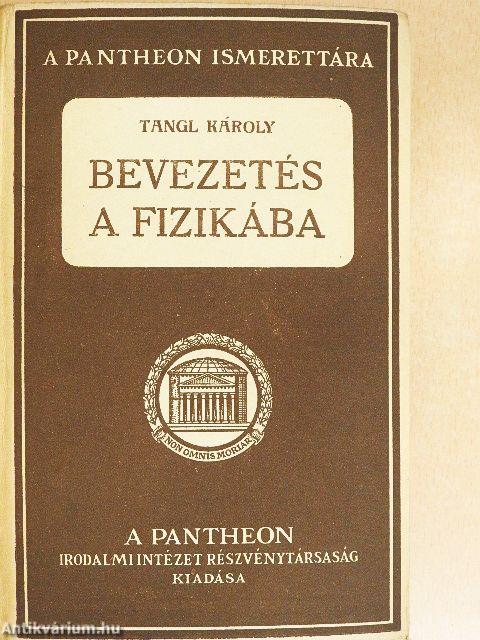 A PANTHEON ISMERETTÁRA
TANGL KÁROLY
BEVEZETÉS
A FIZIKÁBA
NON OMNIS MORIAR
A PANTHEON
IRODALMI INTÉZET RÉSZVÉNYTÁRSASÁG
KIADÁSA
Antikvárium.hu